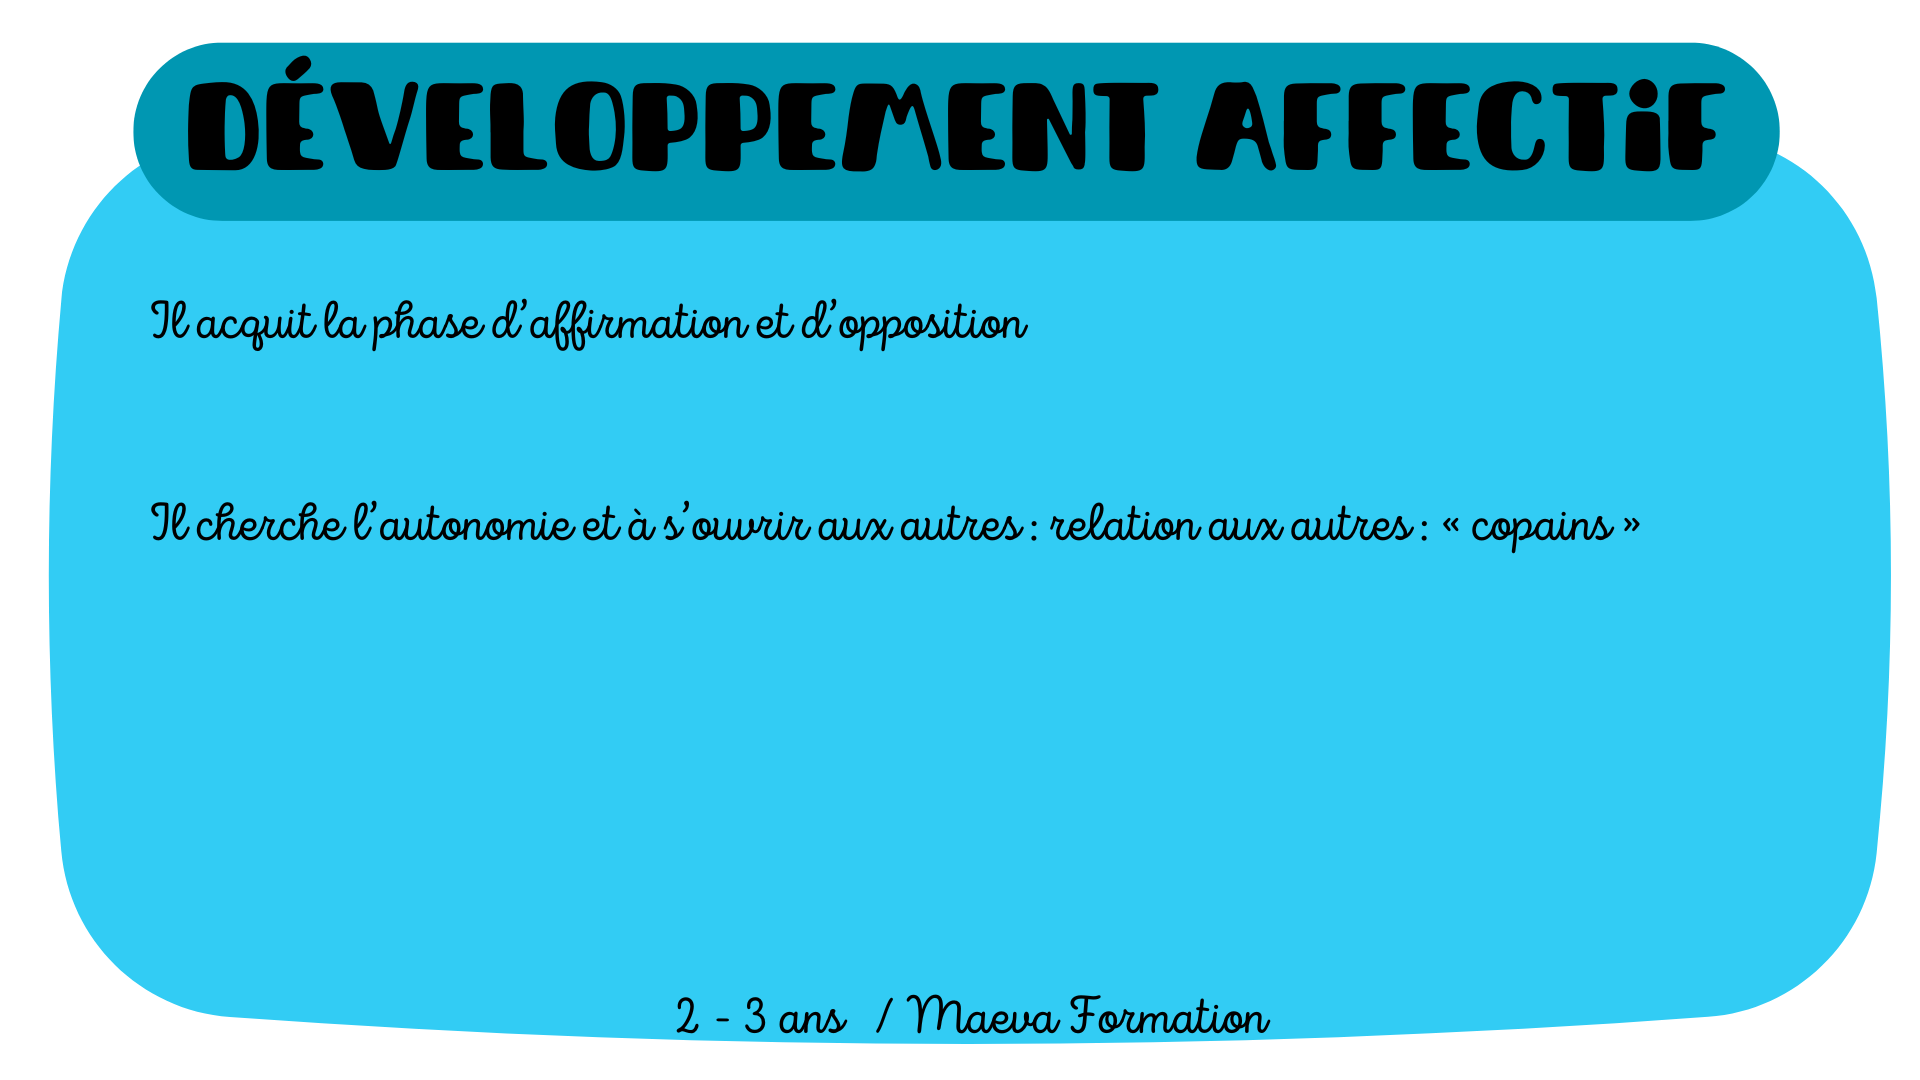 DÉVELOPPEMENT AFFECTIF
Il acquit la phase d’affirmation et d’opposition
Il cherche l’autonomie et à s’ouvrir aux autres : relation aux autres : « copains »
2 - 3 ans / Maeva Formation